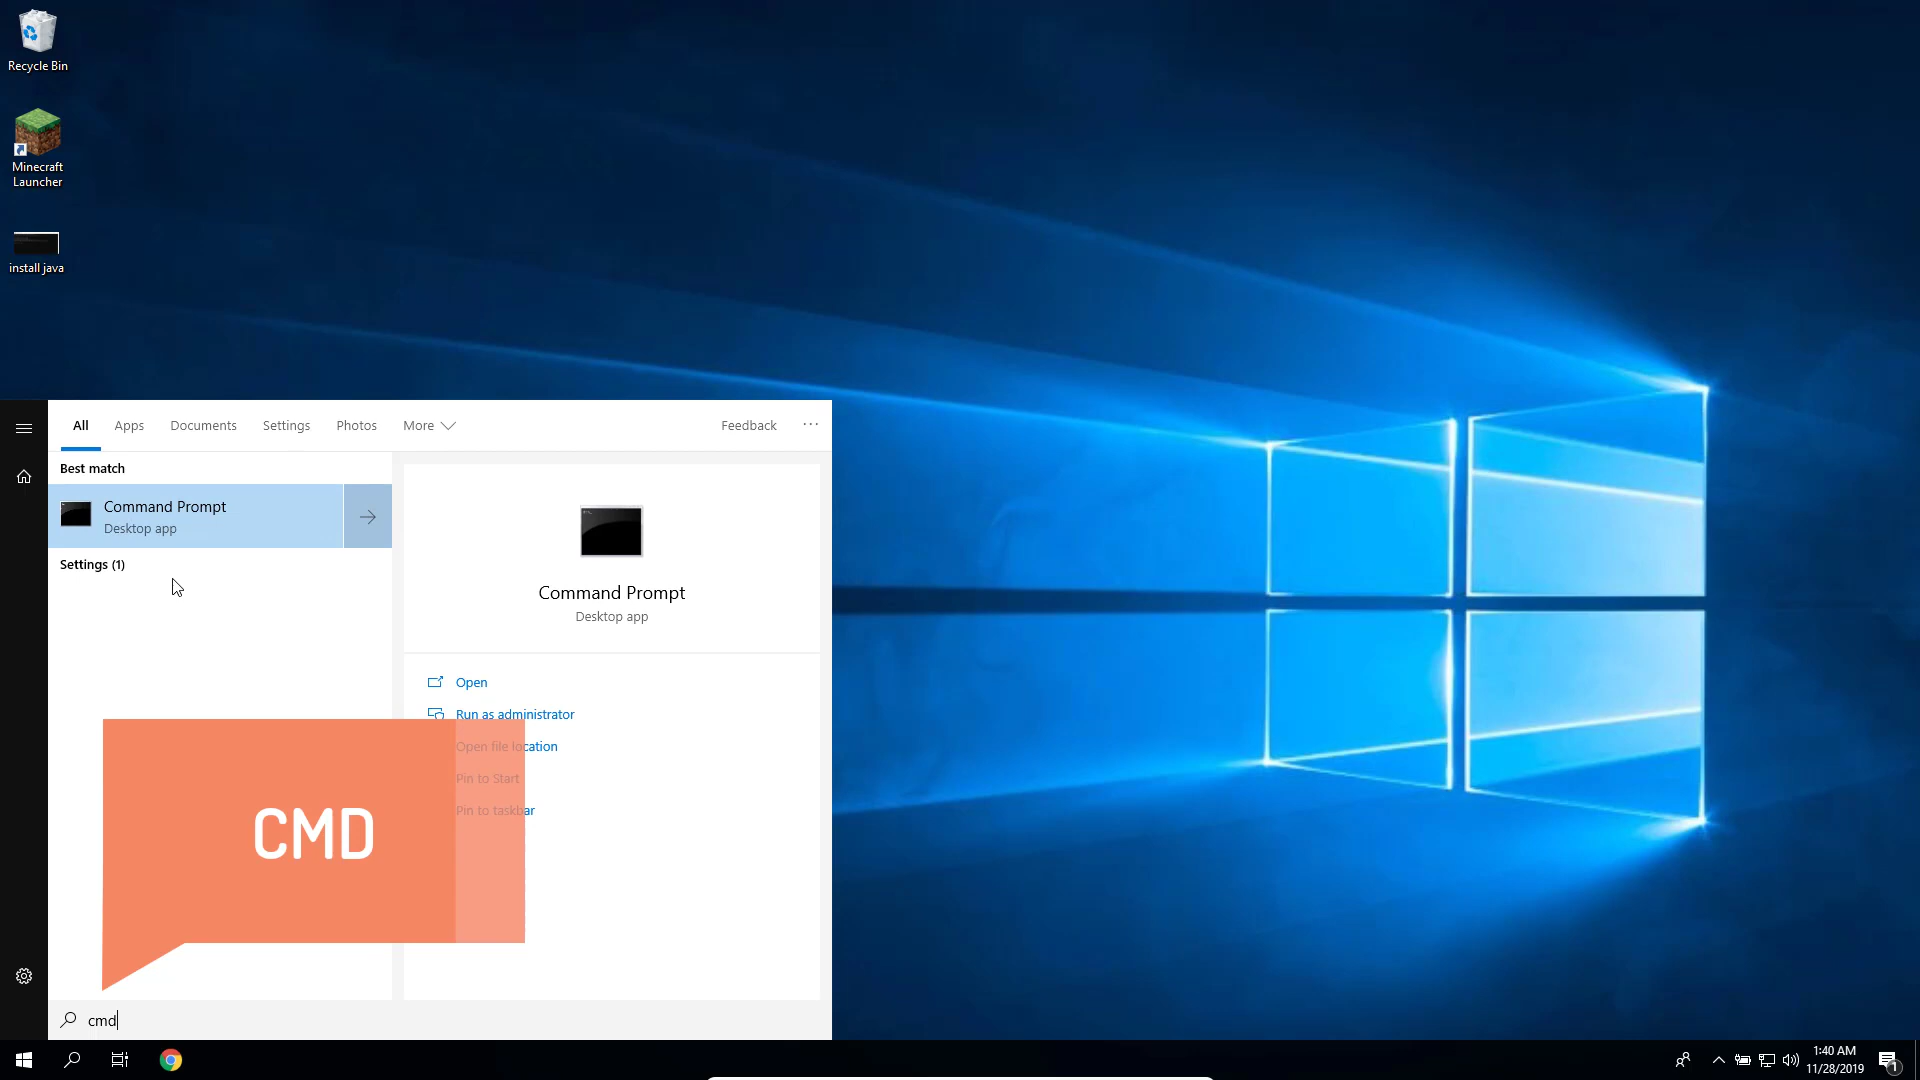 Recycle Bin
Minecraft
Launcher
install java
All Apps Documents Settings Photos More Feedback ...
Best match
Command Prompt
Desktop app
Settings (1)
Command Prompt
Desktop app
Open
Run as administrator
Open file location
Pin to Start
Pin to taskbar
CMD
cmd
1:40 AM
11/28/2019
1